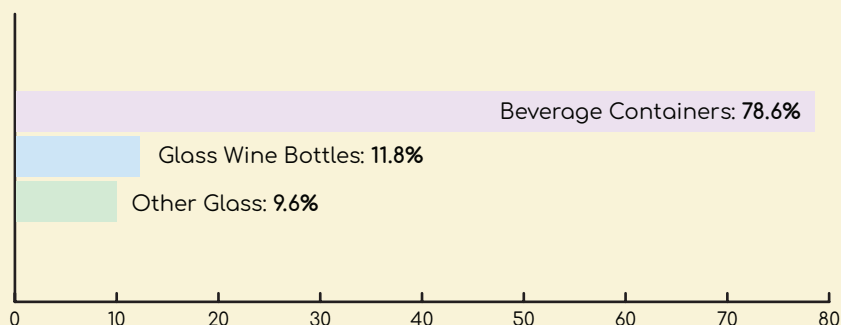 Beverage Containers: 78.6%
Glass Wine Bottles: 11.8%
Other Glass: 9.6%
0 10 20 30 40 50 60 70 80